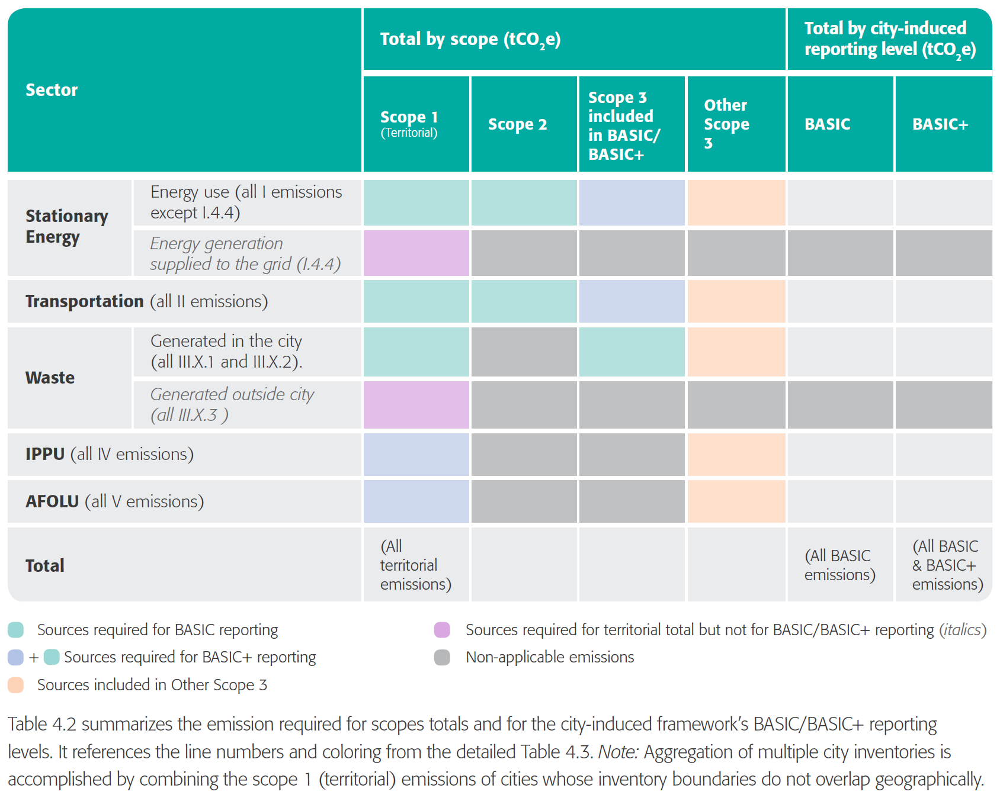 Sector
Total by scope (tCO2e)
Total by city-induced
reporting level (tCO2e)
Scope 1
(Territorial)
Scope 2
Scope 3
included
in BASIC/
BASIC+
Other
Scope
3
BASIC
BASIC+
Stationary
Energy
Energy use (all I emissions
except I.4.4)
Energy generation
supplied to the grid (I.4.4)
Transportation (all II emissions)
Waste
Generated in the city
(all III.X.1 and III.X.2).
Generated outside city
(all III.X.3 )
IPPU (all IV emissions)
AFOLU (all V emissions)
Total
(All
territorial
emissions)
(All BASIC
emissions)
(All BASIC
& BASIC+
emissions)
Sources required for BASIC reporting
+ Sources required for BASIC+ reporting
Sources included in Other Scope 3
Sources required for territorial total but not for BASIC/BASIC+ reporting (italics)
Non-applicable emissions
Table 4.2 summarizes the emission required for scopes totals and for the city-induced framework’s BASIC/BASIC+ reporting
levels. It references the line numbers and coloring from the detailed Table 4.3. Note: Aggregation of multiple city inventories is
accomplished by combining the scope 1 (territorial) emissions of cities whose inventory boundaries do not overlap geographically.